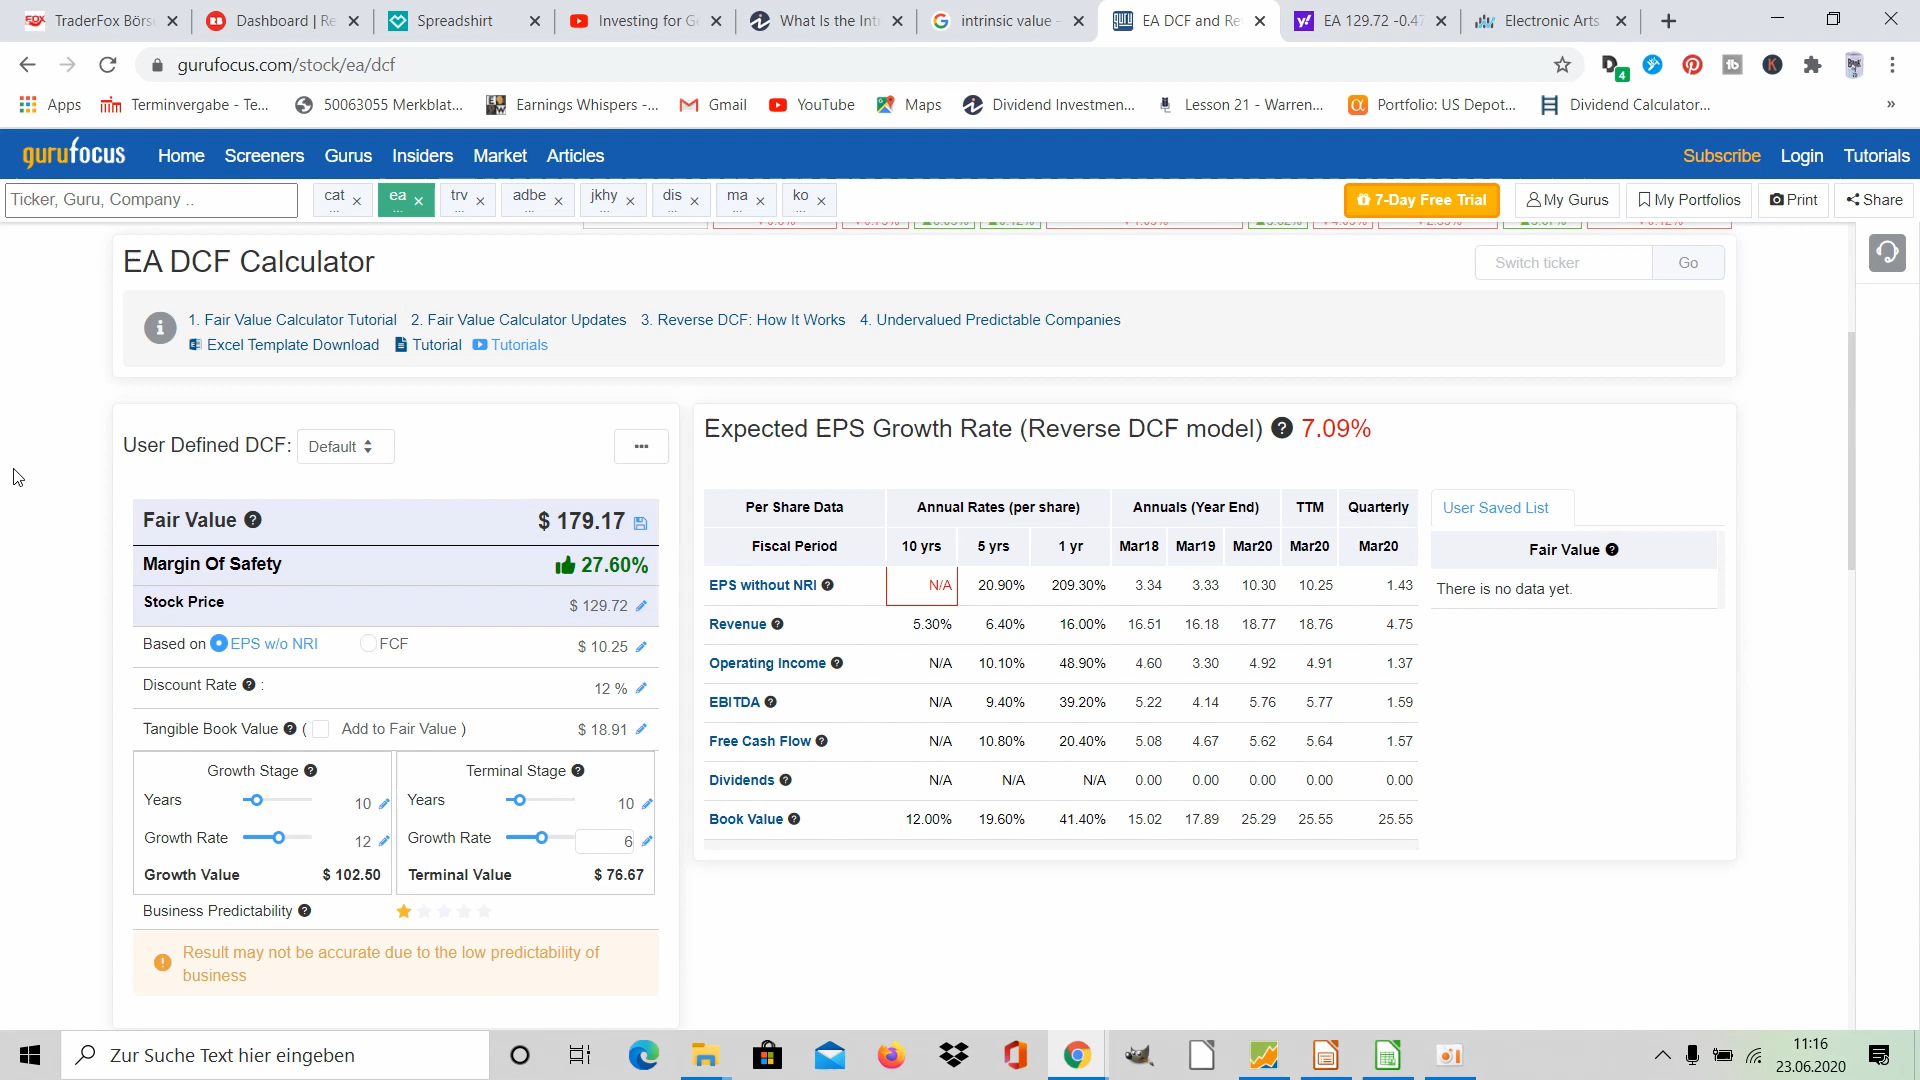 TraderFox Börs
Dashboard | Re
Spreadshirt
Investing for Ge
What Is the Int
intrinsic value -
EA DCF and Re
EA 129.72 -0.47
Electronic Arts
gurufocus.com/stock/ea/dcf
4
Apps
Terminvergabe - Te...
50063055 Merkblat...
Earnings Whispers -...
Gmail
YouTube
Maps
Dividend Investmen...
Lesson 21 - Warren...
Portfolio: US Depot...
Dividend Calculator...
»
gurufocus Home Screeners Gurus Insiders Market Articles
Subscribe Login Tutorials
Ticker, Guru, Company ..
cat ...
ea ...
trv ...
adbe ...
jkhy ...
dis ...
ma ...
ko ...
7-Day Free Trial
My Gurus
My Portfolios
Print
Share
EA DCF Calculator
Switch ticker
Go
1. Fair Value Calculator Tutorial 2. Fair Value Calculator Updates 3. Reverse DCF: How It Works 4. Undervalued Predictable Companies
Excel Template Download Tutorial Tutorials
User Defined DCF: Default
...
Fair Value $ 179.17
Margin Of Safety 27.60%
Stock Price $ 129.72
Based on EPS w/o NRI FCF $ 10.25
Discount Rate : 12 %
Tangible Book Value ( Add to Fair Value ) $ 18.91
Growth Stage
Years 10
Growth Rate 12
Growth Value $ 102.50
Terminal Stage
Years 10
Growth Rate 6
Terminal Value $ 76.67
Business Predictability
Result may not be accurate due to the low predictability of
business
Expected EPS Growth Rate (Reverse DCF model) 7.09%
Per Share Data Annual Rates (per share) Annuals (Year End) TTM Quarterly
Fiscal Period 10 yrs 5 yrs 1 yr Mar18 Mar19 Mar20 Mar20 Mar20
EPS without NRI N/A 20.90% 209.30% 3.34 3.33 10.30 10.25 1.43
Revenue 5.30% 6.40% 16.00% 16.51 16.18 18.77 18.76 4.75
Operating Income N/A 10.10% 48.90% 4.60 3.30 4.92 4.91 1.37
EBITDA N/A 9.40% 39.20% 5.22 4.14 5.76 5.77 1.59
Free Cash Flow N/A 10.80% 20.40% 5.08 4.67 5.62 5.64 1.57
Dividends N/A N/A N/A 0.00 0.00 0.00 0.00 0.00
Book Value 12.00% 19.60% 41.40% 15.02 17.89 25.29 25.55 25.55
User Saved List
Fair Value
There is no data yet.
Zur Suche Text hier eingeben
11:16
23.06.2020